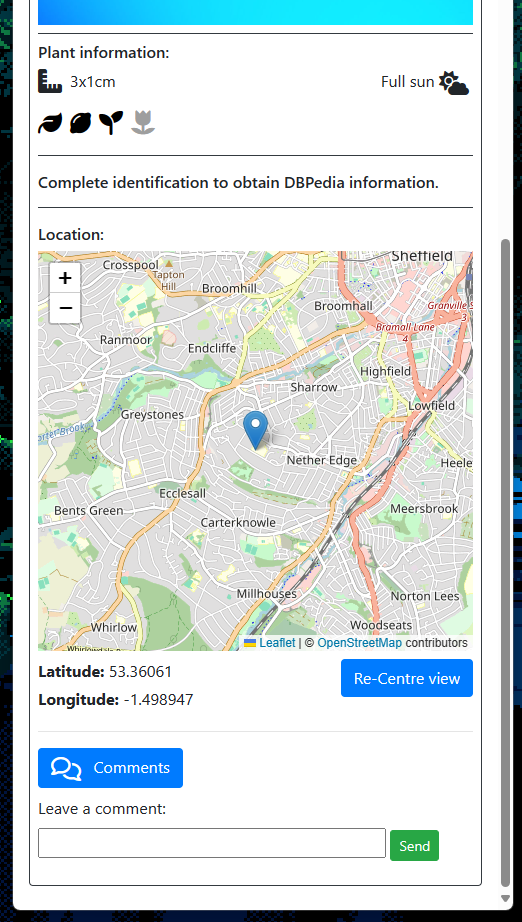 Plant information:
3x1cm
Full sun
Complete identification to obtain DBPedia information.
Location:
+
−
Sheffield
Crosspool
Tapton
Hill
Broomhill
Broomhall
Granville S
3
Bramall Lane
4
Ranmoor
Endcliffe
Highfield
Sharrow
Lowfield
Greystones
orter Brook
Nether Edge
Heele
Ecclesall
Bents Green
Carterknowle
Meersbrook
Millhouses
Norton Lees
Whirlow
Woodseats
Leaflet | © OpenStreetMap contributors
Latitude: 53.36061
Re-Centre view
Longitude: -1.498947
Comments
Leave a comment:
Send